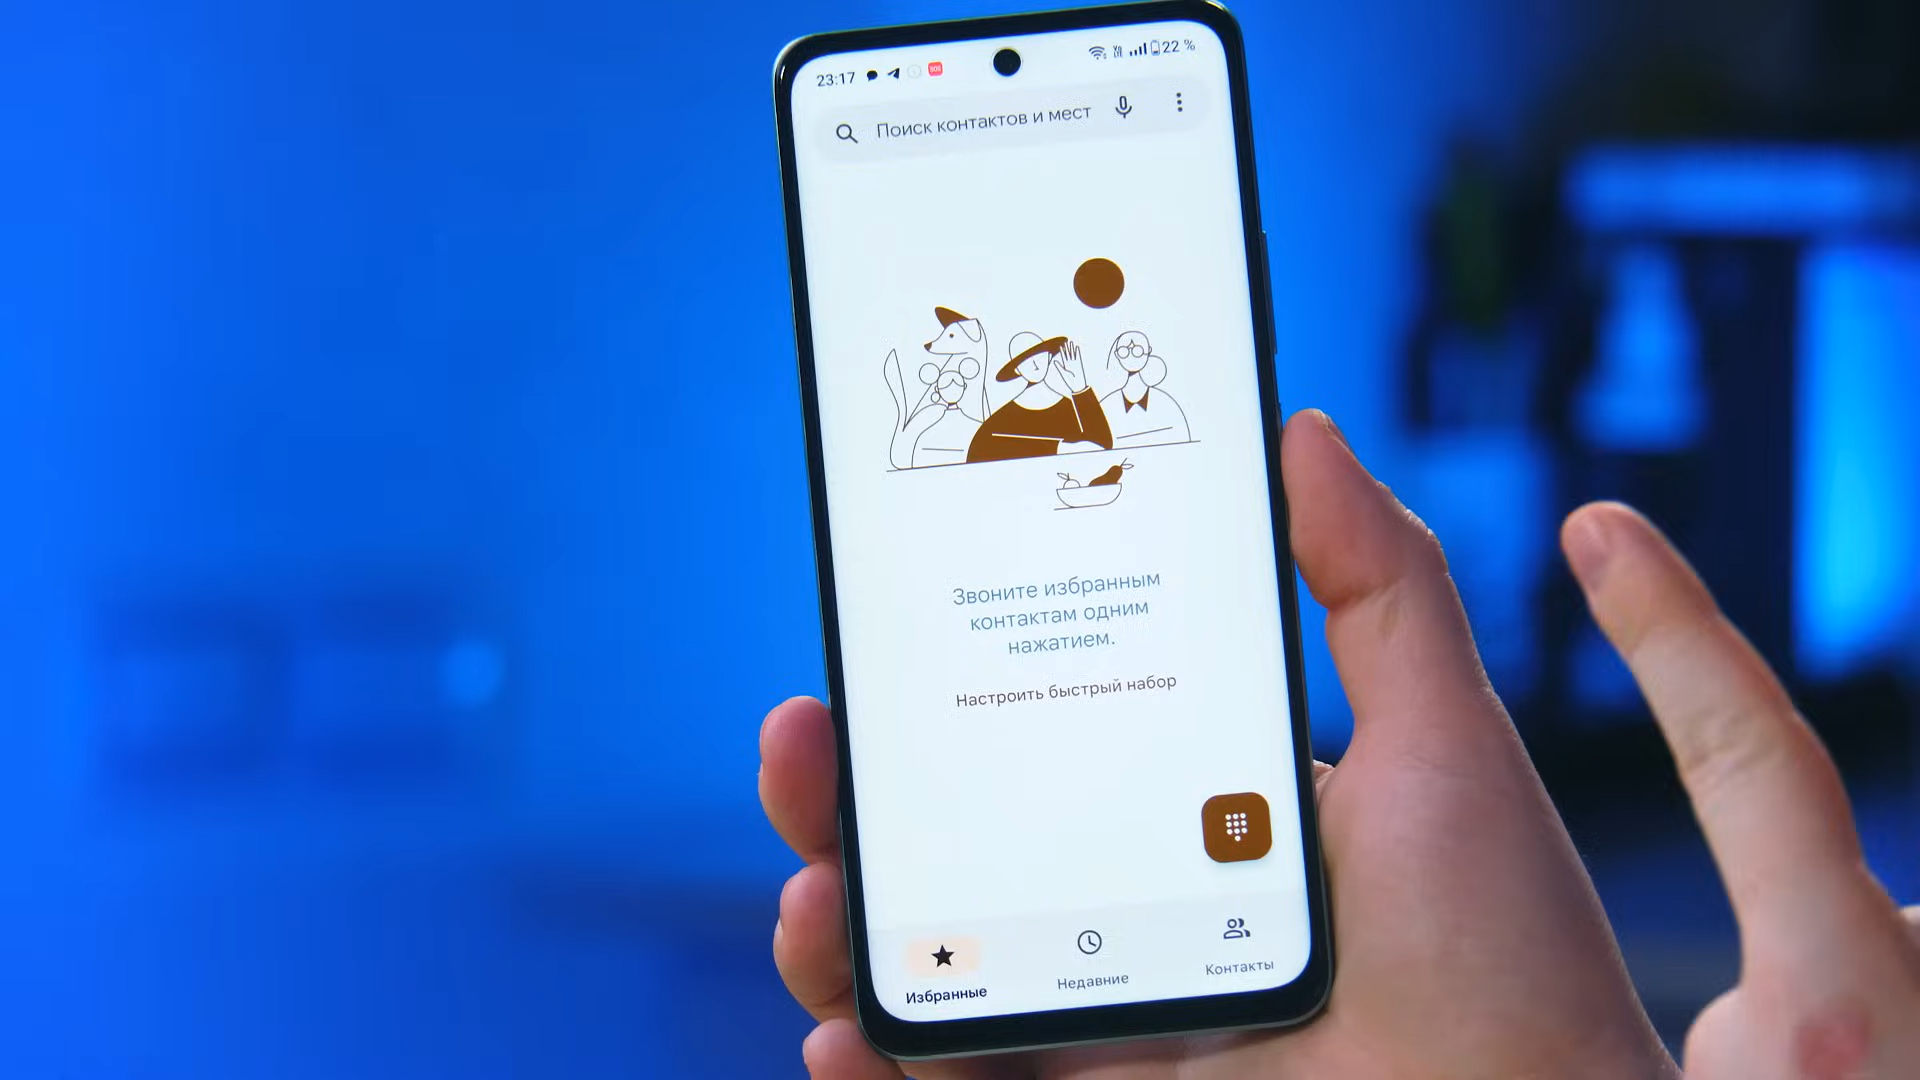 23:17
22 %
Поиск контактов и мест
Звоните избранным
контактам одним
нажатием.
Настроить быстрый набор
Избранные
Недавние
Контакты